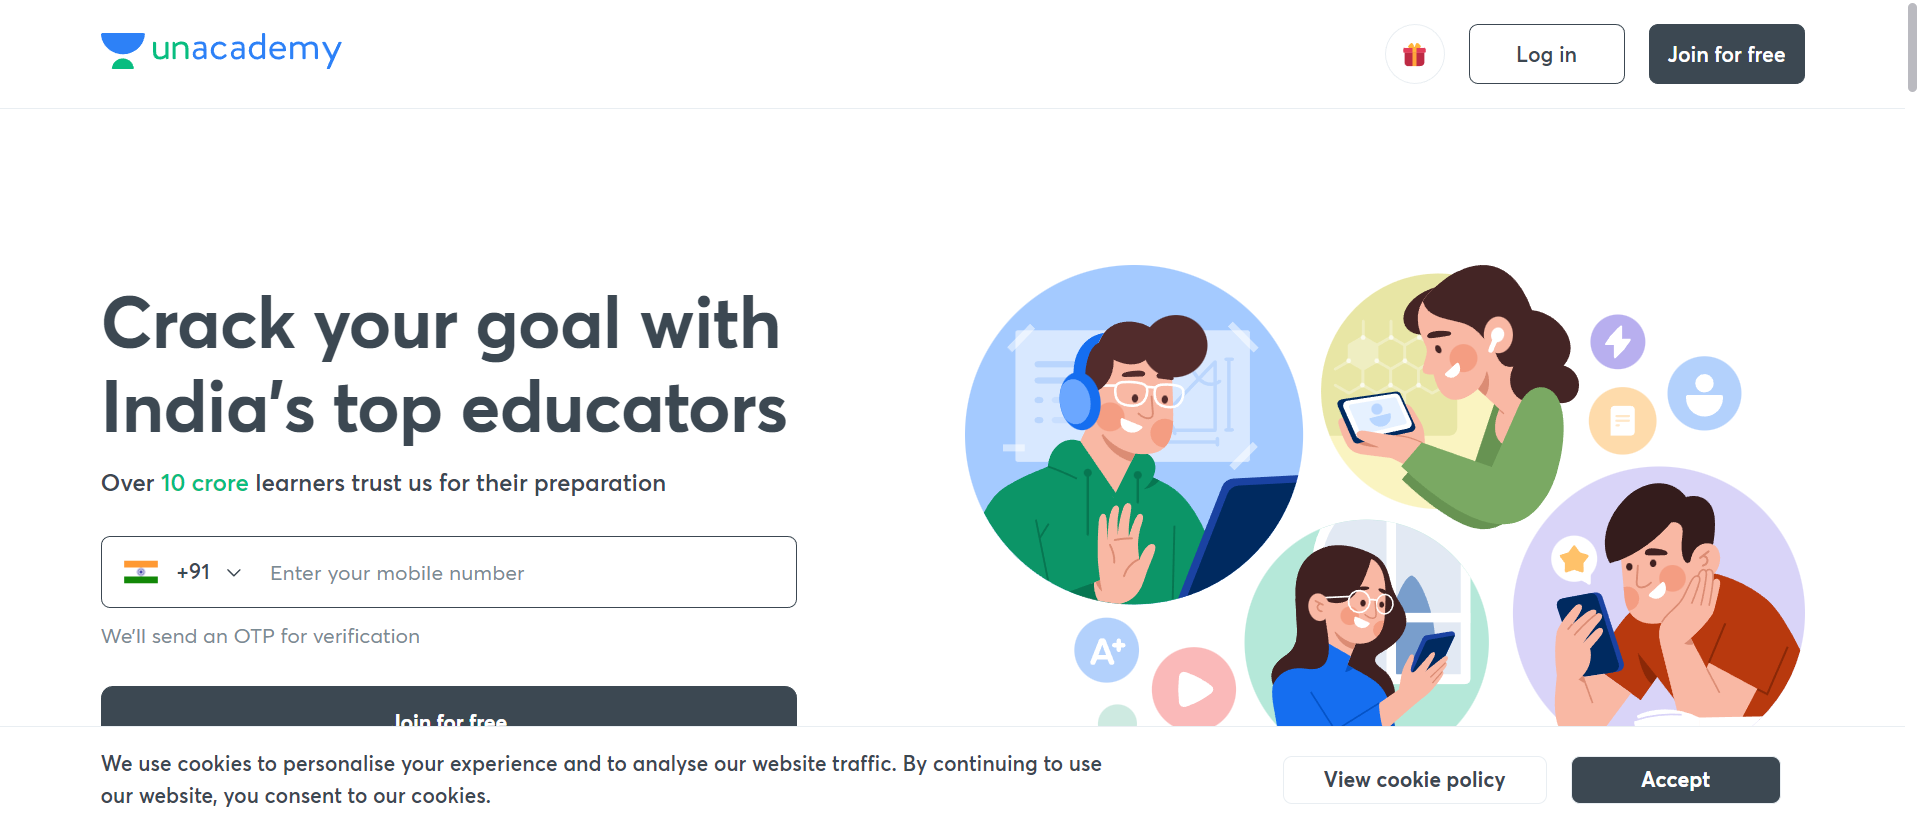 unacademy
Log in
Join for free
Crack your goal with
India's top educators
Over 10 crore learners trust us for their preparation
+91
Enter your mobile number
We'll send an OTP for verification
Join for free
A+
We use cookies to personalise your experience and to analyse our website traffic. By continuing to use
our website, you consent to our cookies.
View cookie policy
Accept